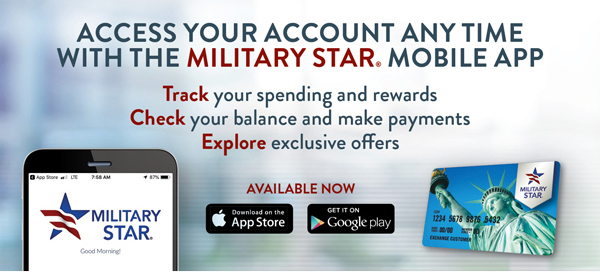 ACCESS YOUR ACCOUNT ANY TIME
WITH THE MILITARY STAR® MOBILE APP
Track your spending and rewards
Check your balance and make payments
Explore exclusive offers
AVAILABLE NOW
Download on the
App Store
GET IT ON
Google play
App Store LTE 7:58 AM 87%
MILITARY
STAR®
Good Morning!
MILITARY
STAR
1234 5678 9876 5432
00/00
EXCHANGE CUSTOMER